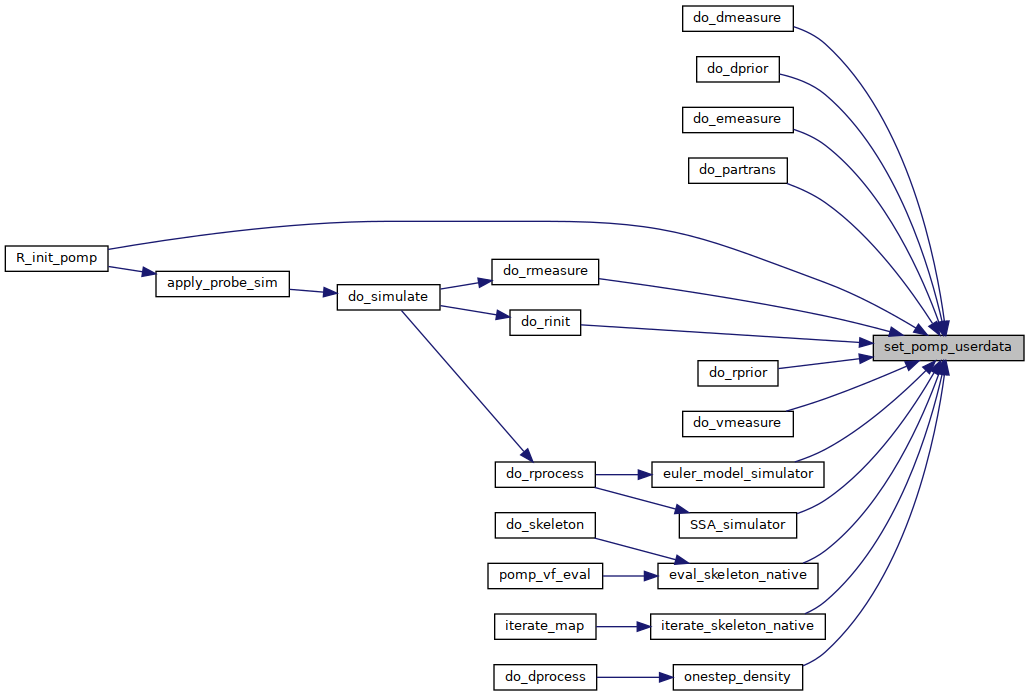 do_dmeasure
do_dprior
do_emeasure
do_partrans
R_init_pomp
apply_probe_sim
do_simulate
do_rmeasure
do_rinit
set_pomp_userdata
do_rprior
do_vmeasure
do_rprocess
euler_model_simulator
SSA_simulator
do_skeleton
eval_skeleton_native
pomp_vf_eval
iterate_map
iterate_skeleton_native
do_dprocess
onestep_density